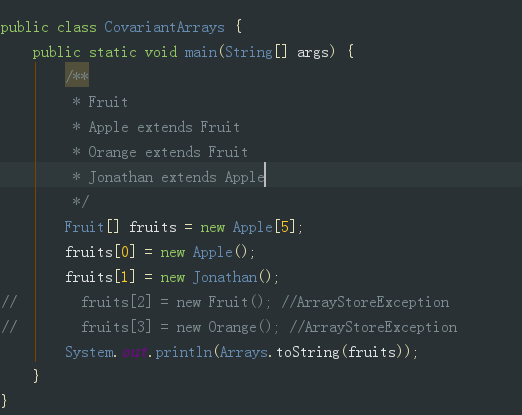 public class CovariantArrays {
public static void main(String[] args) {
/**
* Fruit
* Apple extends Fruit
* Orange extends Fruit
* Jonathan extends Apple
*/
Fruit[] fruits = new Apple[5];
fruits[0] = new Apple();
fruits[1] = new Jonathan();
// fruits[2] = new Fruit(); //ArrayStoreException
// fruits[3] = new Orange(); //ArrayStoreException
System.out.println(Arrays.toString(fruits));
}
}